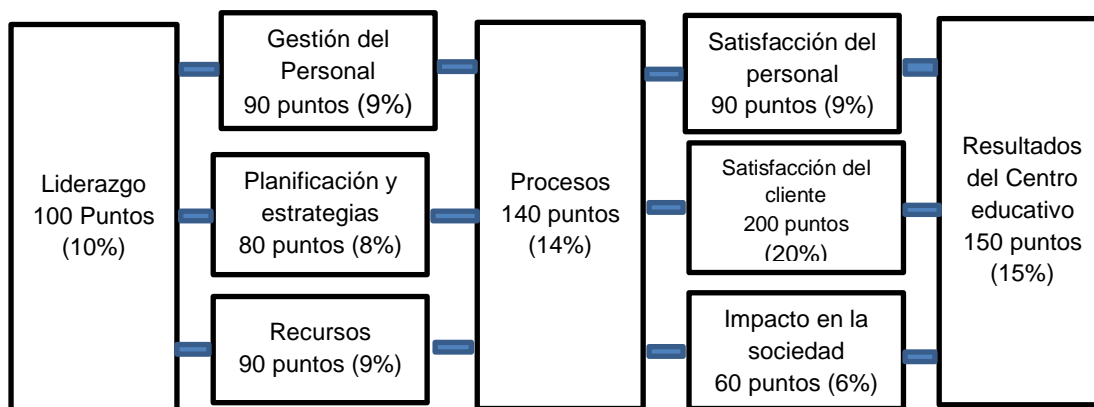 Liderazgo
100 Puntos
(10%)
Gestión del
Personal
90 puntos (9%)
Planificación y
estrategias
80 puntos (8%)
Recursos
90 puntos (9%)
Procesos
140 puntos
(14%)
Satisfacción del
personal
90 puntos (9%)
Satisfacción del
cliente
200 puntos
(20%)
Impacto en la
sociedad
60 puntos (6%)
Resultados
del Centro
educativo
150 puntos
(15%)